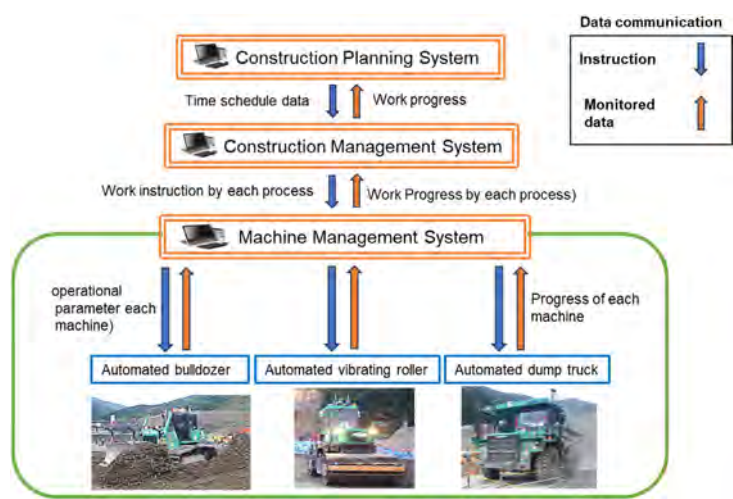 Data communication
Instruction
Monitored
data
Construction Planning System
Time schedule data
Work progress
Construction Management System
Work instruction by each process
Work Progress by each process)
Machine Management System
operational
parameter each
machine)
Progress of each
machine
Automated bulldozer
Automated vibrating roller
Automated dump truck